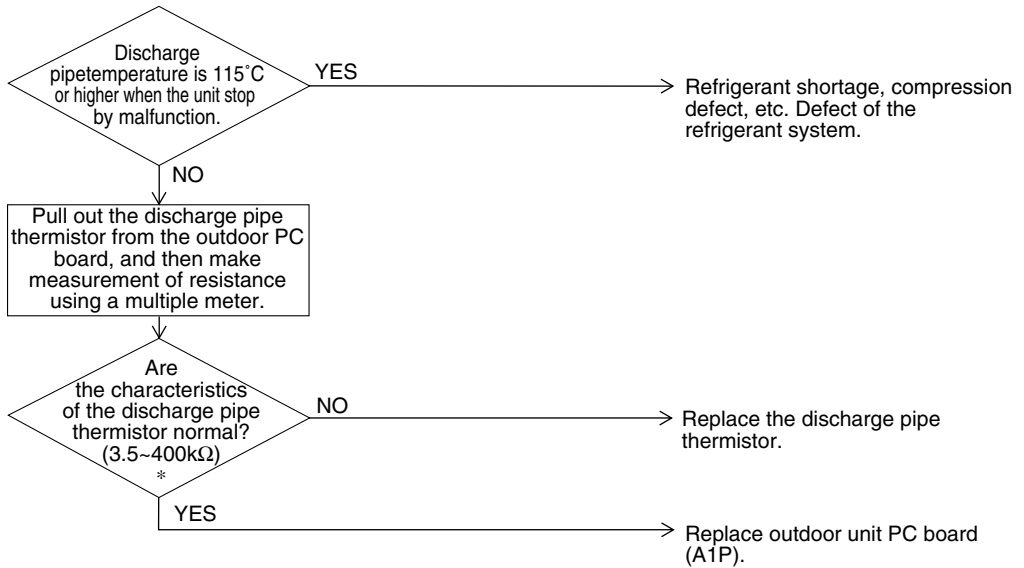 Discharge
pipetemperature is 115˚C
or higher when the unit stop
by malfunction.
YES
Refrigerant shortage, compression
defect, etc. Defect of the
refrigerant system.
NO
Pull out the discharge pipe
thermistor from the outdoor PC
board, and then make
measurement of resistance
using a multiple meter.
Are
the characteristics
of the discharge pipe
thermistor normal?
(3.5~400kΩ)
*
NO
Replace the discharge pipe
thermistor.
YES
Replace outdoor unit PC board
(A1P).